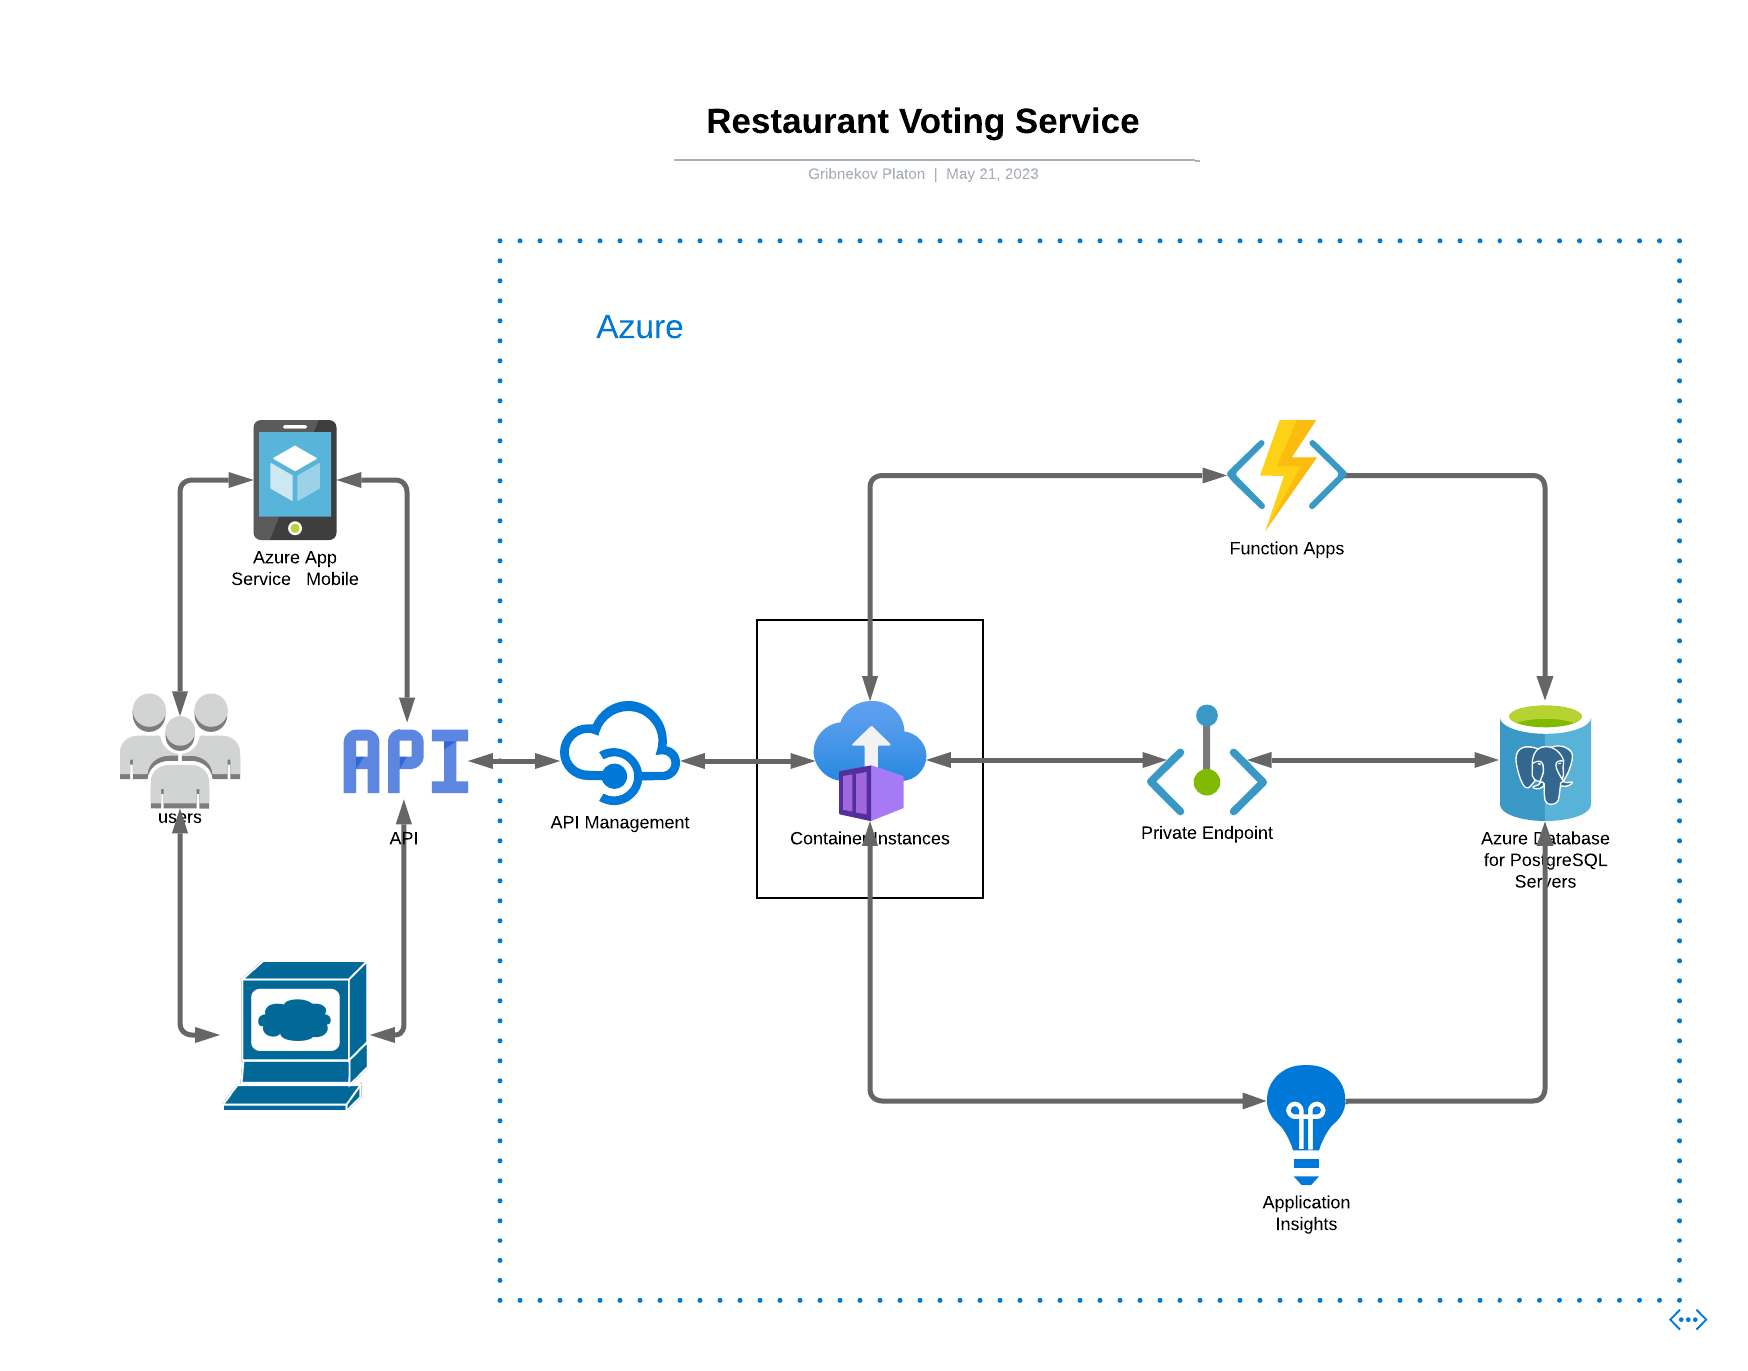 Restaurant Voting Service
Gribnekov Platon | May 21, 2023
Azure
Azure App
Service Mobile
Function Apps
users
API
API
API Management
Container Instances
Private Endpoint
Azure Database
for PostgreSQL
Servers
Application
Insights